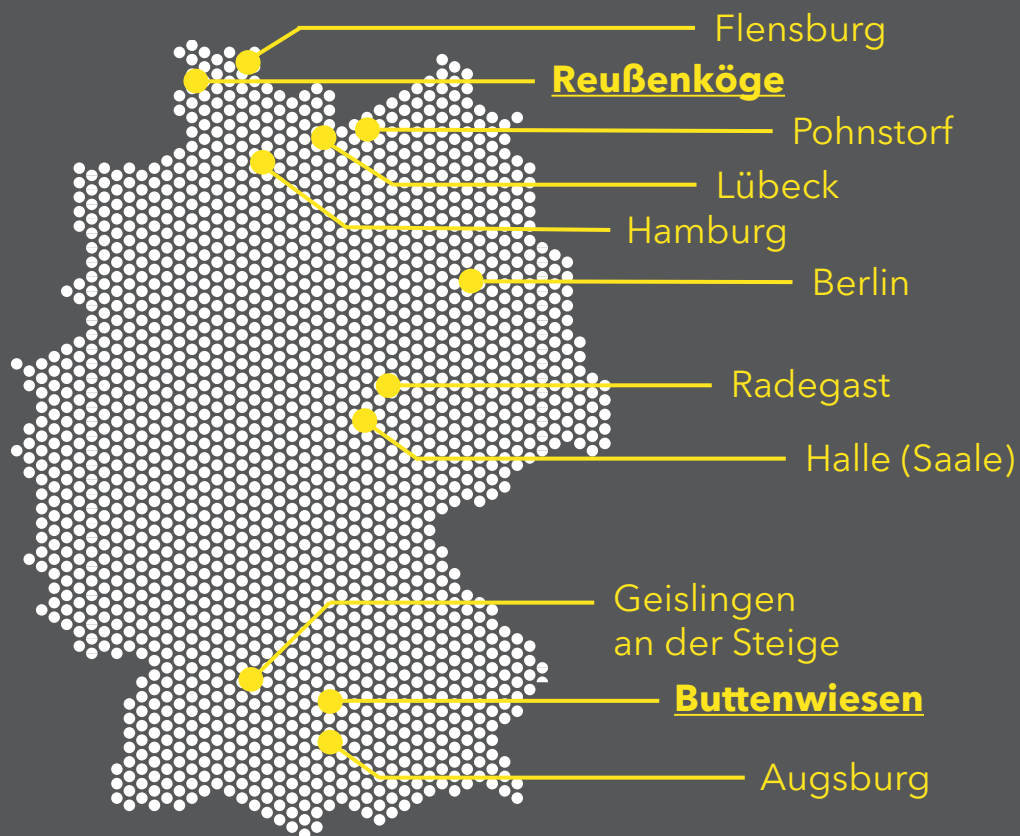 Flensburg
Reußenköge
Pohnstorf
Lübeck
Hamburg
Berlin
Radegast
Halle (Saale)
Geislingen
an der Steige
Buttenwiesen
Augsburg